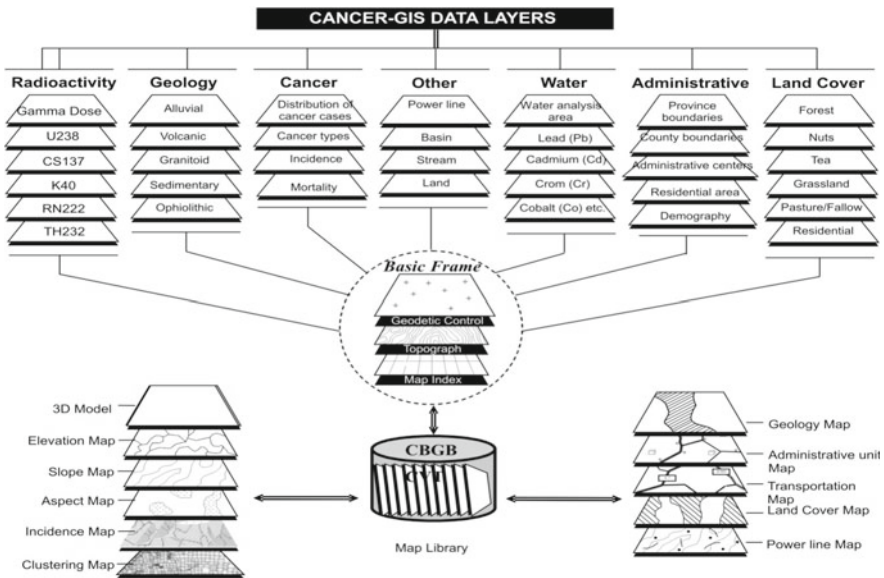 CANCER-GIS DATA LAYERS
Radioactivity
Gamma Dose
U238
CS137
K40
RN222
TH232
Geology
Alluvial
Volcanic
Granitoid
Sedimentary
Ophiolithic
Cancer
Distribution of
cancer cases
Cancer types
Incidence
Mortality
Other
Power line
Basin
Stream
Land
Water
Water analysis
area
Lead (Pb)
Cadmium (Cd)
Crom (Cr)
Cobalt (Co) etc.
Administrative
Province
boundaries
County boundaries
Administrative centers
Residential area
Demography
Land Cover
Forest
Nuts
Tea
Grassland
Pasture/Fallow
Residential
Basic Frame
Geodetic Control
Topograph
Map Index
3D Model
Elevation Map
Slope Map
Aspect Map
Incidence Map
Clustering Map
CBGB
Map Library
Geology Map
Administrative unit
Map
Transportation
Map
Land Cover Map
Power line Map